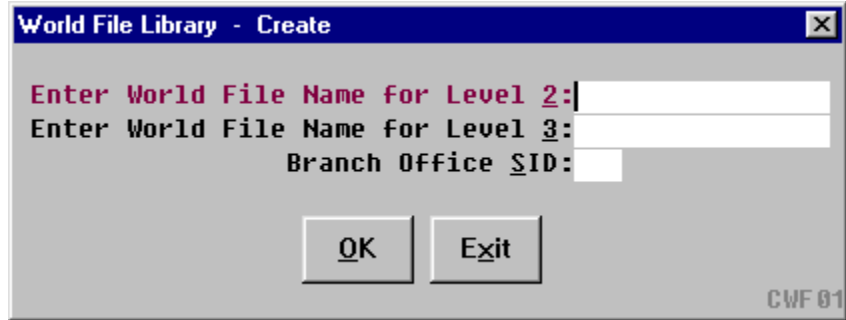 World File Library - Create
Enter World File Name for Level 2:
Enter World File Name for Level 3:
Branch Office SID:
OK Exit
CWF01